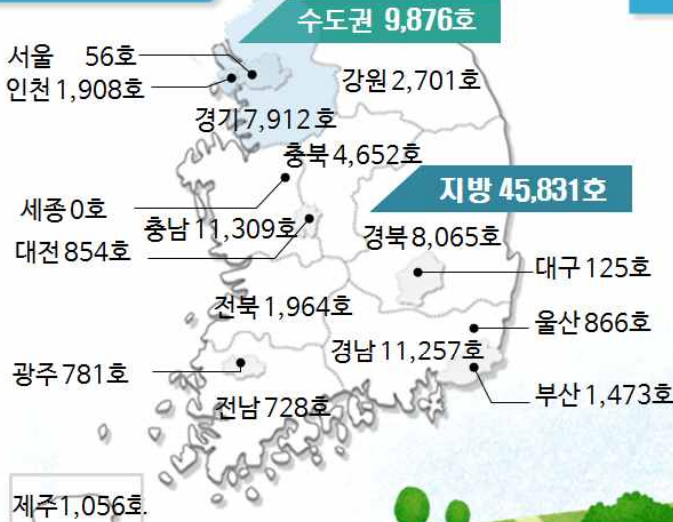 수도권 9,876호
서울 56호
인천 1,908호
강원 2,701호
경기 7,912호
충북 4,652호
지방 45,831호
세종 0호
충남 11,309호
경북 8,065호
대전 854호
대구 125호
전북 1,964호
울산 866호
경남 11,257호
광주 781호
부산 1,473호
전남 728호
제주 1,056호